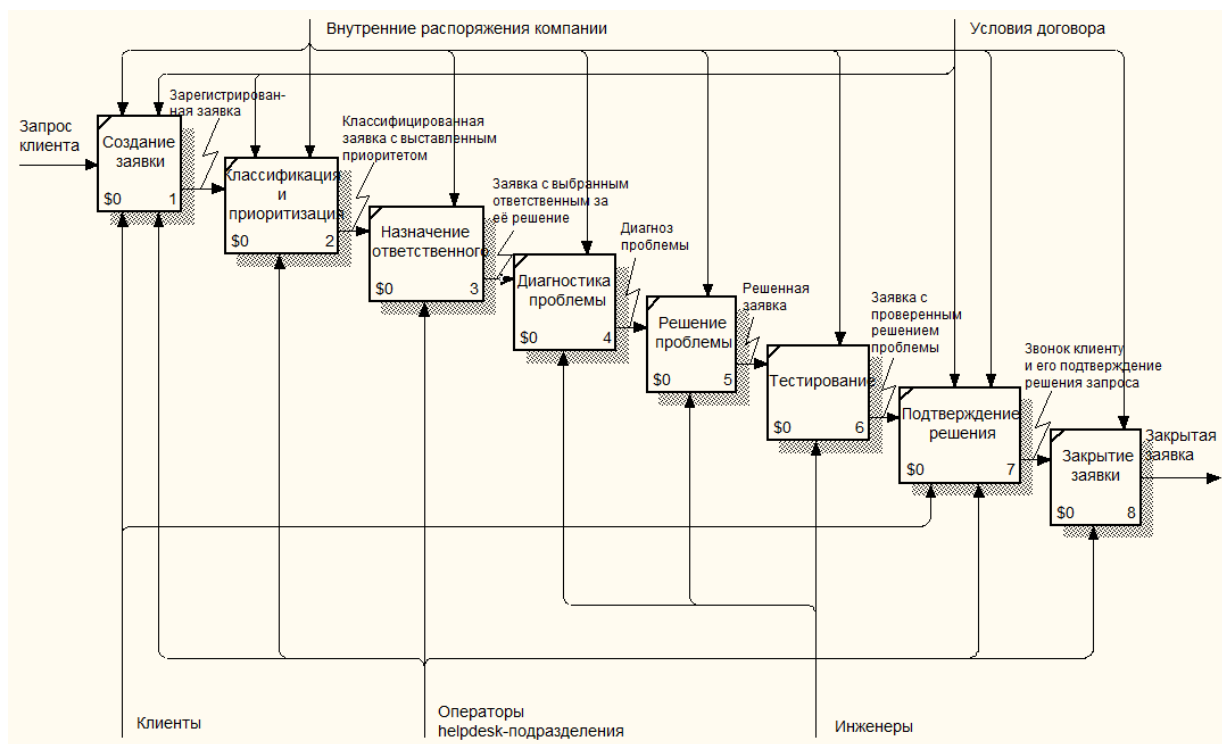 Внутренние распоряжения компании
Условия договора
Запрос
клиента
Создание
заявки
$0 1
Зарегистрирован-
ная заявка
Классификация
и
приоритизация
$0 2
Классифицированная
заявка с выставленным
приоритетом
Назначение
ответственного
$0 3
Заявка с выбранным
ответственным за
её решение
Диагностика
проблемы
$0 4
Диагноз
проблемы
Решение
проблемы
$0 5
Решенная
заявка
Тестирование
$0 6
Заявка с
проверенным
решением
проблемы
Подтверждение
решения
$0 7
Звонок клиенту
и его подтверждение
решения запроса
Закрытие
заявки
$0 8
Закрытая
заявка
Клиенты
Операторы
helpdesk-подразделения
Инженеры